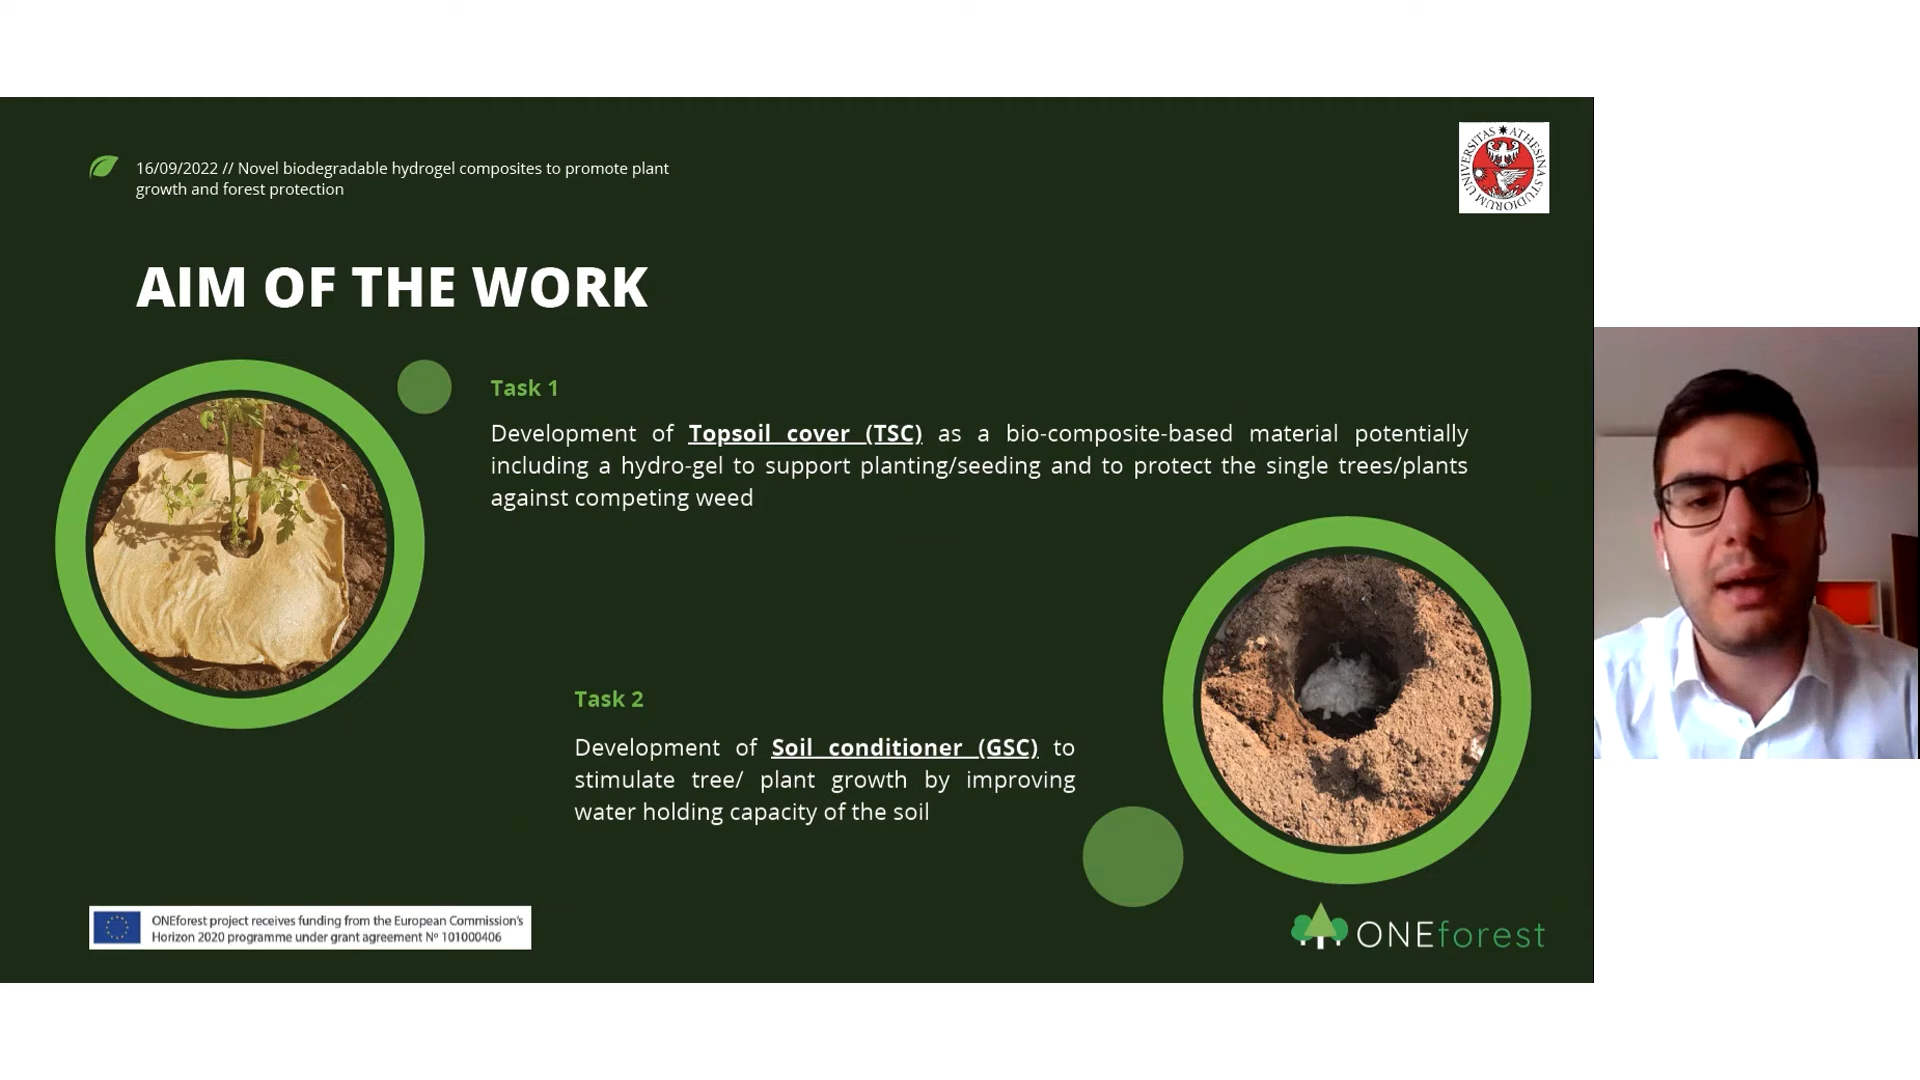 16/09/2022 // Novel biodegradable hydrogel composites to promote plant
growth and forest protection
UNIVERSITAS ATHESINA STUDIORUM
AIM OF THE WORK
Task 1
Development of Topsoil cover (TSC) as a bio-composite-based material potentially
including a hydro-gel to support planting/seeding and to protect the single trees/plants
against competing weed
Task 2
Development of Soil conditioner (GSC) to
stimulate tree/ plant growth by improving
water holding capacity of the soil
ONEforest project receives funding from the European Commission's
Horizon 2020 programme under grant agreement Nº 101000406
ONEforest